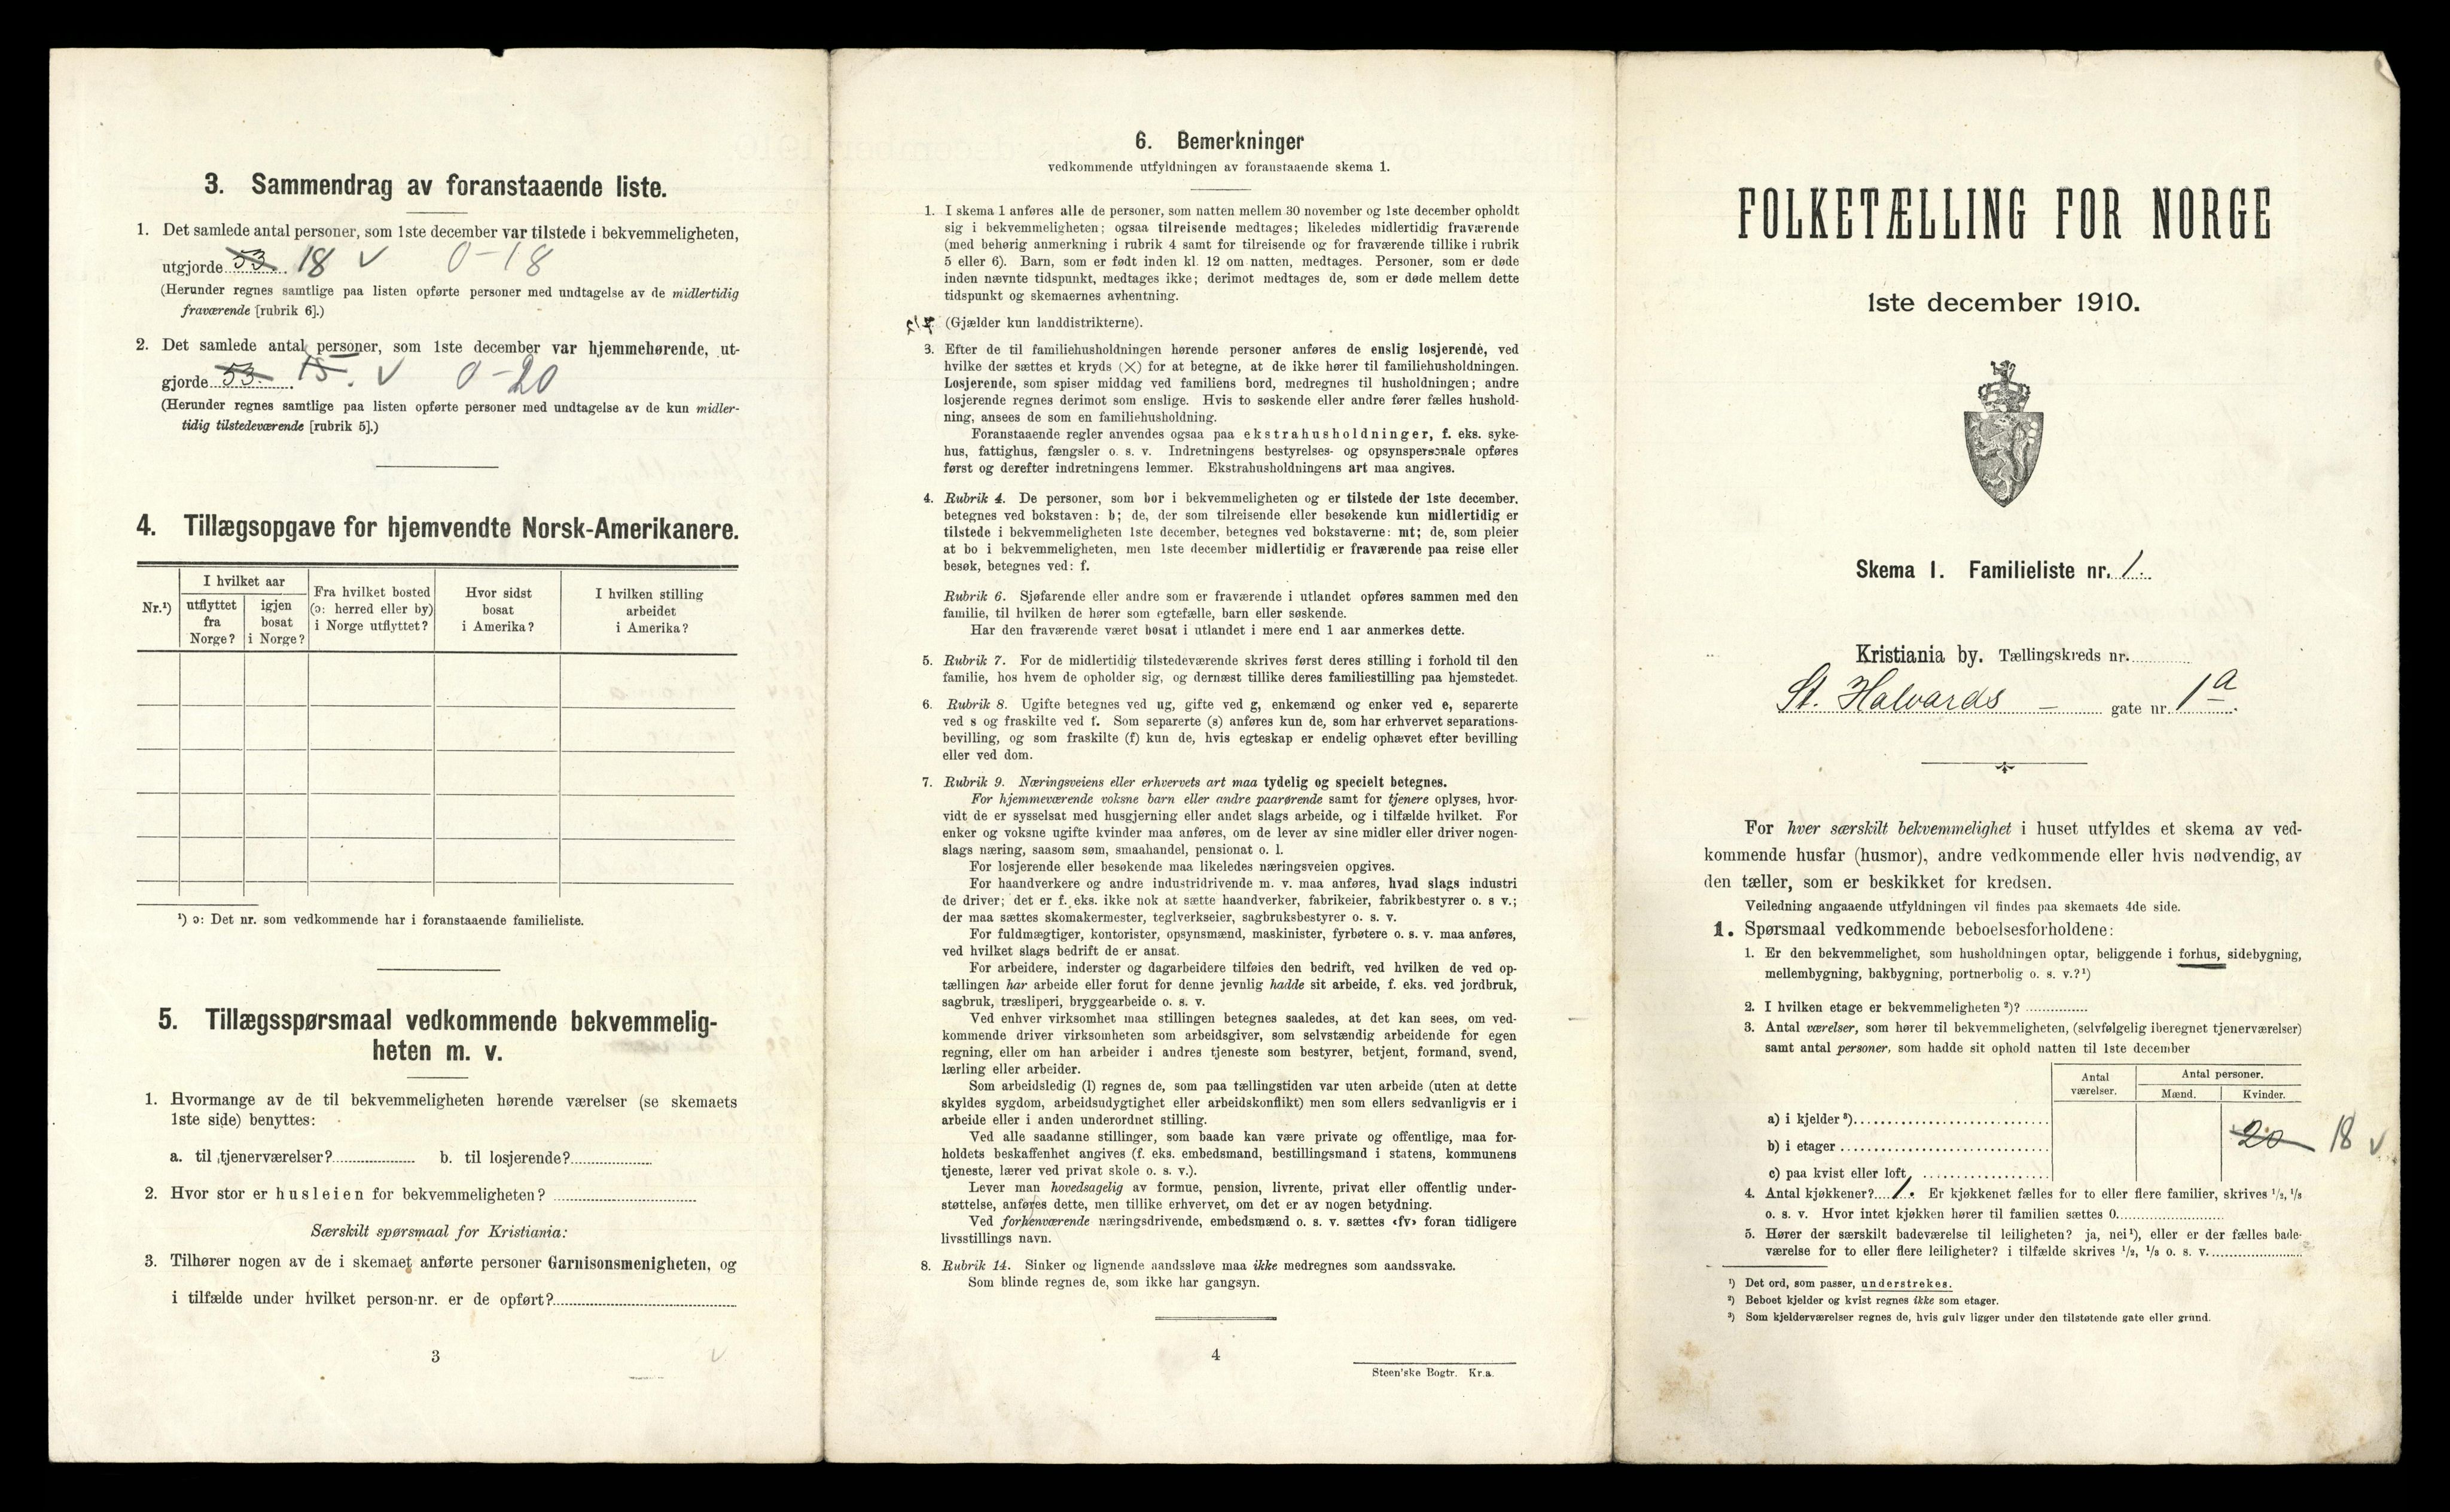 3. Sammendrag av foranstaaende liste.
1. Det samlede antal personer, som 1ste december var tilstede i bekvemmeligheten,
utgjorde 53. 18 v 0-18
(Herunder regnes samtlige paa listen opførte personer med undtagelse av de midlertidig
fraværende [rubrik 6].)
2. Det samlede antal personer, som 1ste december var hjemmehørende, ut-
gjorde 53. 15. v 0-20
(Herunder regnes samtlige paa listen opførte personer med undtagelse av de kun midler-
tidig tilstedeværende [rubrik 5].)
4. Tillægsopgave for hjemvendte Norsk-Amerikanere.
Nr.¹)
I hvilket aar
utflyttet
fra
Norge?
igjen
bosat
i Norge?
Fra hvilket bosted
(ɔ: herred eller by)
i Norge utflyttet?
Hvor sidst
bosat
i Amerika?
I hvilken stilling
arbeidet
i Amerika?
¹) ɔ: Det nr. som vedkommende har i foranstaaende familieliste.
5. Tillægsspørsmaal vedkommende bekvemmelig-
heten m. v.
1. Hvormange av de til bekvemmeligheten hørende værelser (se skemaets
1ste side) benyttes:
a. til tjenerværelser? b. til losjerende?
2. Hvor stor er husleien for bekvemmeligheten?
Særskilt spørsmaal for Kristiania:
3. Tilhører nogen av de i skemaet anførte personer Garnisonsmenigheten, og
i tilfælde under hvilket person-nr. er de opført?
3 v
6. Bemerkninger
vedkommende utfyldningen av foranstaaende skema 1.
1. I skema 1 anføres alle de personer, som natten mellem 30 november og 1ste december opholdt
sig i bekvemmeligheten; ogsaa tilreisende medtages; likeledes midlertidig fraværende
(med behørig anmerkning i rubrik 4 samt for tilreisende og for fraværende tillike i rubrik
5 eller 6). Barn, som er født inden kl. 12 om natten, medtages. Personer, som er døde
inden nævnte tidspunkt, medtages ikke; derimot medtages de, som er døde mellem dette
tidspunkt og skemaernes avhentning.
(Gjælder kun landdistrikterne).
3. Efter de til familiehusholdningen hørende personer anføres de enslig losjerende, ved
hvilke der sættes et kryds (×) for at betegne, at de ikke hører til familiehusholdningen.
Losjerende, som spiser middag ved familiens bord, medregnes til husholdningen; andre
losjerende regnes derimot som enslige. Hvis to søskende eller andre fører fælles hushold-
ning, ansees de som en familiehusholdning.
Foranstaaende regler anvendes ogsaa paa ekstrahusholdninger, f. eks. syke-
hus, fattighus, fængsler o. s. v. Indretningens bestyrelses- og opsynspersonale opføres
først og derefter indretningens lemmer. Ekstrahusholdningens art maa angives.
4. Rubrik 4. De personer, som bor i bekvemmeligheten og er tilstede der 1ste december,
betegnes ved bokstaven: b; de, der som tilreisende eller besøkende kun midlertidig er
tilstede i bekvemmeligheten 1ste december, betegnes ved bokstaverne: mt; de, som pleier
at bo i bekvemmeligheten, men 1ste december midlertidig er fraværende paa reise eller
besøk, betegnes ved: f.
Rubrik 6. Sjøfarende eller andre som er fraværende i utlandet opføres sammen med den
familie, til hvilken de hører som egtefælle, barn eller søskende.
Har den fraværende været bosat i utlandet i mere end 1 aar anmerkes dette.
5. Rubrik 7. For de midlertidig tilstedeværende skrives først deres stilling i forhold til den
familie, hos hvem de opholder sig, og dernæst tillike deres familiestilling paa hjemstedet.
6. Rubrik 8. Ugifte betegnes ved ug, gifte ved g, enkemænd og enker ved e, separerte
ved s og fraskilte ved f. Som separerte (s) anføres kun de, som har erhvervet separations-
bevilling, og som fraskilte (f) kun de, hvis egteskap er endelig ophævet efter bevilling
eller ved dom.
7. Rubrik 9. Næringsveiens eller erhvervets art maa tydelig og specielt betegnes.
For hjemmeværende voksne barn eller andre paarørende samt for tjenere oplyses, hvor-
vidt de er sysselsat med husgjerning eller andet slags arbeide, og i tilfælde hvilket. For
enker og voksne ugifte kvinder maa anføres, om de lever av sine midler eller driver nogen-
slags næring, saasom søm, smaahandel, pensionat o. l.
For losjerende eller besøkende maa likeledes næringsveien opgives.
For haandverkere og andre industridrivende m. v. maa anføres, hvad slags industri
de driver; det er f. eks. ikke nok at sætte haandverker, fabrikeier, fabrikbestyrer o. s v.;
der maa sættes skomakermester, teglverkseier, sagbruksbestyrer o. s. v.
For fuldmægtiger, kontorister, opsynsmænd, maskinister, fyrbøtere o. s. v. maa anføres,
ved hvilket slags bedrift de er ansat.
For arbeidere, inderster og dagarbeidere tilføies den bedrift, ved hvilken de ved op-
tællingen har arbeide eller forut for denne jevnlig hadde sit arbeide, f. eks. ved jordbruk,
sagbruk, træsliperi, bryggearbeide o. s. v.
Ved enhver virksomhet maa stillingen betegnes saaledes, at det kan sees, om ved-
kommende driver virksomheten som arbeidsgiver, som selvstændig arbeidende for egen
regning, eller om han arbeider i andres tjeneste som bestyrer, betjent, formand, svend,
lærling eller arbeider.
Som arbeidsledig (l) regnes de, som paa tællingstiden var uten arbeide (uten at dette
skyldes sygdom, arbeidsudygtighet eller arbeidskonflikt) men som ellers sedvanligvis er i
arbeide eller i anden underordnet stilling.
Ved alle saadanne stillinger, som baade kan være private og offentlige, maa for-
holdets beskaffenhet angives (f. eks. embedsmand, bestillingsmand i statens, kommunens
tjeneste, lærer ved privat skole o. s. v.).
Lever man hovedsagelig av formue, pension, livrente, privat eller offentlig under-
støttelse, anføres dette, men tillike erhvervet, om det er av nogen betydning.
Ved forhenværende næringsdrivende, embedsmænd o. s. v. sættes «fv» foran tidligere
livsstillings navn.
8. Rubrik 14. Sinker og lignende aandssløve maa ikke medregnes som aandssvake.
Som blinde regnes de, som ikke har gangsyn.
4
Steen'ske Bogtr. Kr.a.
FOLKETÆLLING FOR NORGE
1ste december 1910.
Skema 1. Familieliste nr. 1.
Kristiania by. Tællingskreds nr.
St. Halvards - gate nr. 1 a
For hver særskilt bekvemmelighet i huset utfyldes et skema av ved-
kommende husfar (husmor), andre vedkommende eller hvis nødvendig, av
den tæller, som er beskikket for kredsen.
Veiledning angaaende utfyldningen vil findes paa skemaets 4de side.
1. Spørsmaal vedkommende beboelsesforholdene:
1. Er den bekvemmelighet, som husholdningen optar, beliggende i forhus, sidebygning,
mellembygning, bakbygning, portnerbolig o. s. v.?¹)
2. I hvilken etage er bekvemmeligheten ²)?
3. Antal værelser, som hører til bekvemmeligheten, (selvfølgelig iberegnet tjenerværelser)
samt antal personer, som hadde sit ophold natten til 1ste december
Antal
værelser.
Antal personer.
Mænd. Kvinder.
a) i kjelder ³)
b) i etager 20 18 v
c) paa kvist eller loft
4. Antal kjøkkener? 1. Er kjøkkenet fælles for to eller flere familier, skrives ¹/₂, ¹/₃
o. s. v. Hvor intet kjøkken hører til familien sættes 0.
5. Hører der særskilt badeværelse til leiligheten? ja, nei ¹), eller er der fælles bade-
værelse for to eller flere leiligheter? i tilfælde skrives ¹/₂, ¹/₃ o. s. v.
¹) Det ord, som passer, understrekes.
²) Beboet kjelder og kvist regnes ikke som etager.
³) Som kjelderværelser regnes de, hvis gulv ligger under den tilstøtende gate eller grund.